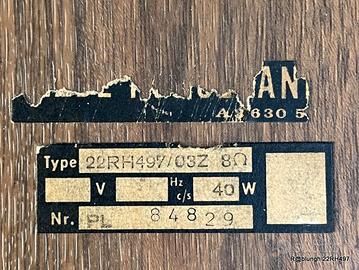 AN
A 630 5
Type 22RH497/03Z 8Ω
V Hz c/s 40 W
Nr. PL 84829
R@blungh 22RH497